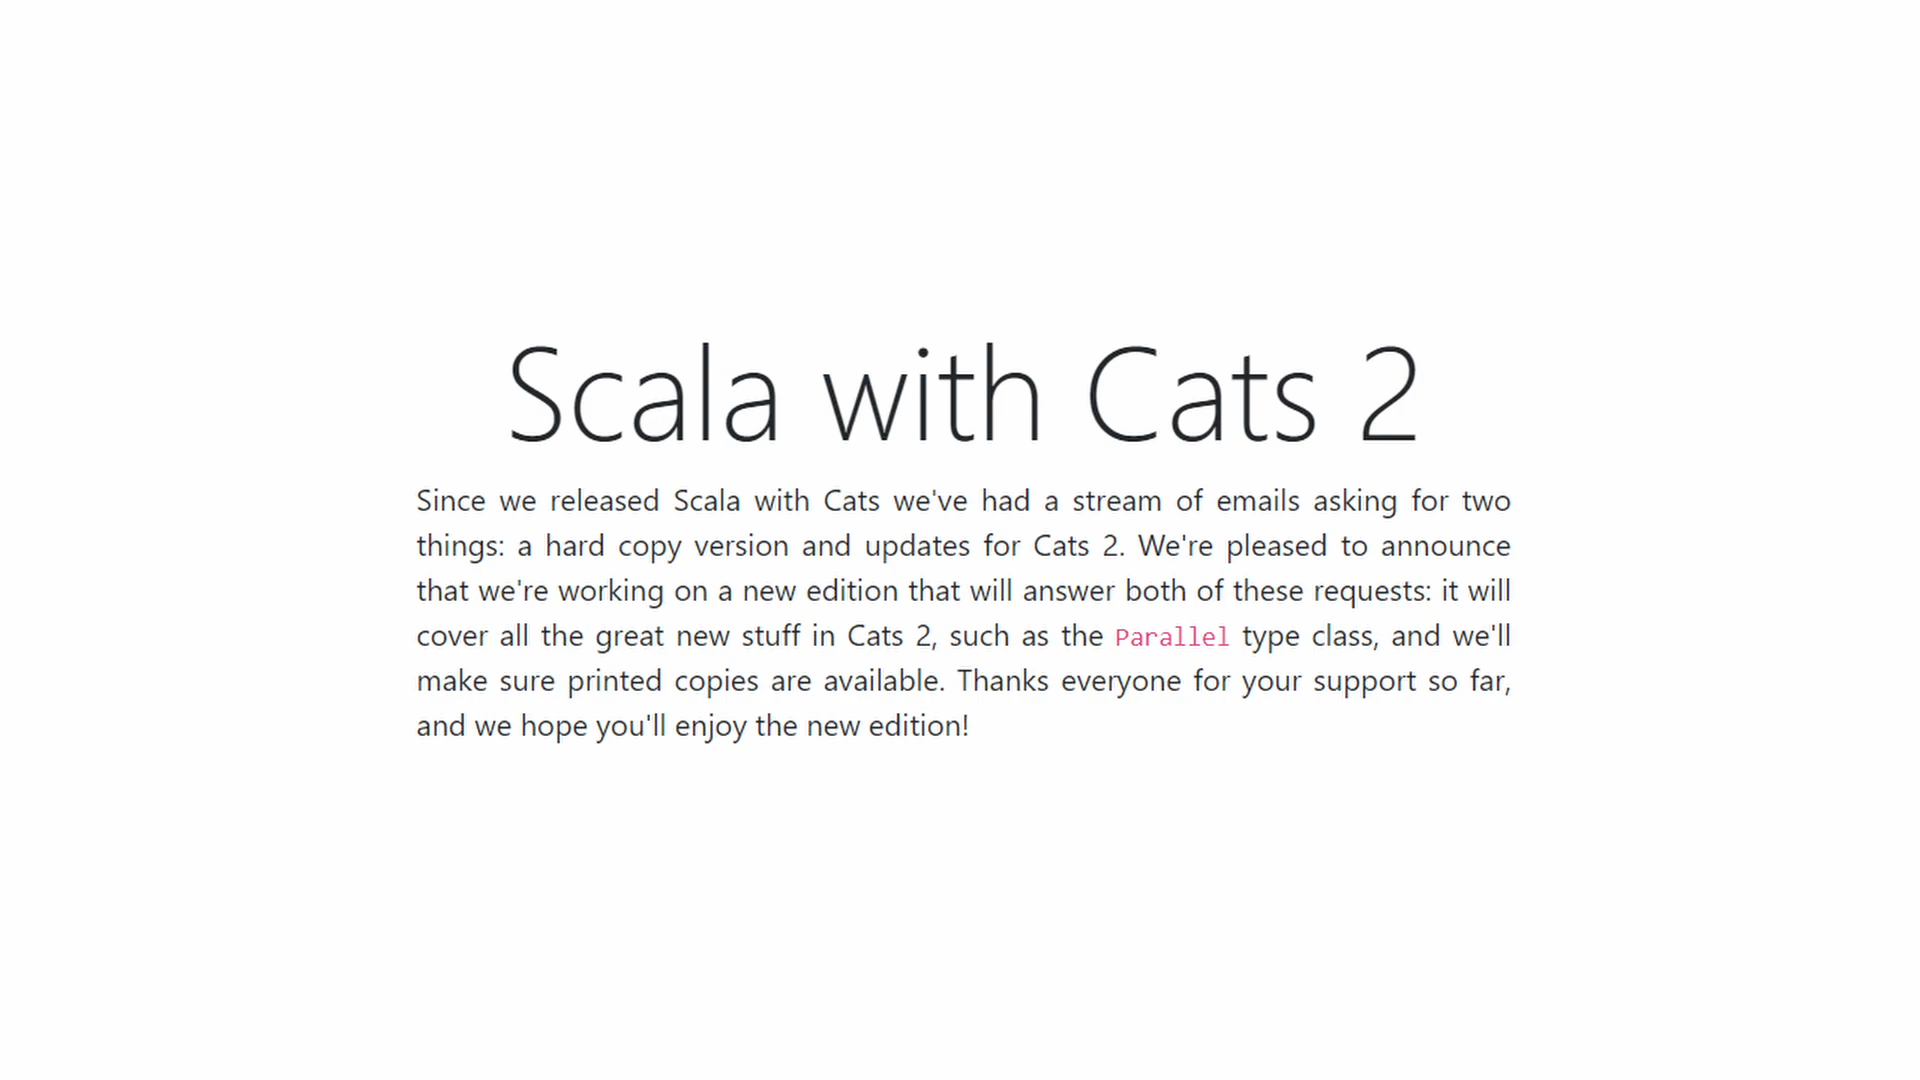 Scala with Cats 2
Since we released Scala with Cats we've had a stream of emails asking for two
things: a hard copy version and updates for Cats 2. We're pleased to announce
that we're working on a new edition that will answer both of these requests: it will
cover all the great new stuff in Cats 2, such as the Parallel type class, and we'll
make sure printed copies are available. Thanks everyone for your support so far,
and we hope you'll enjoy the new edition!